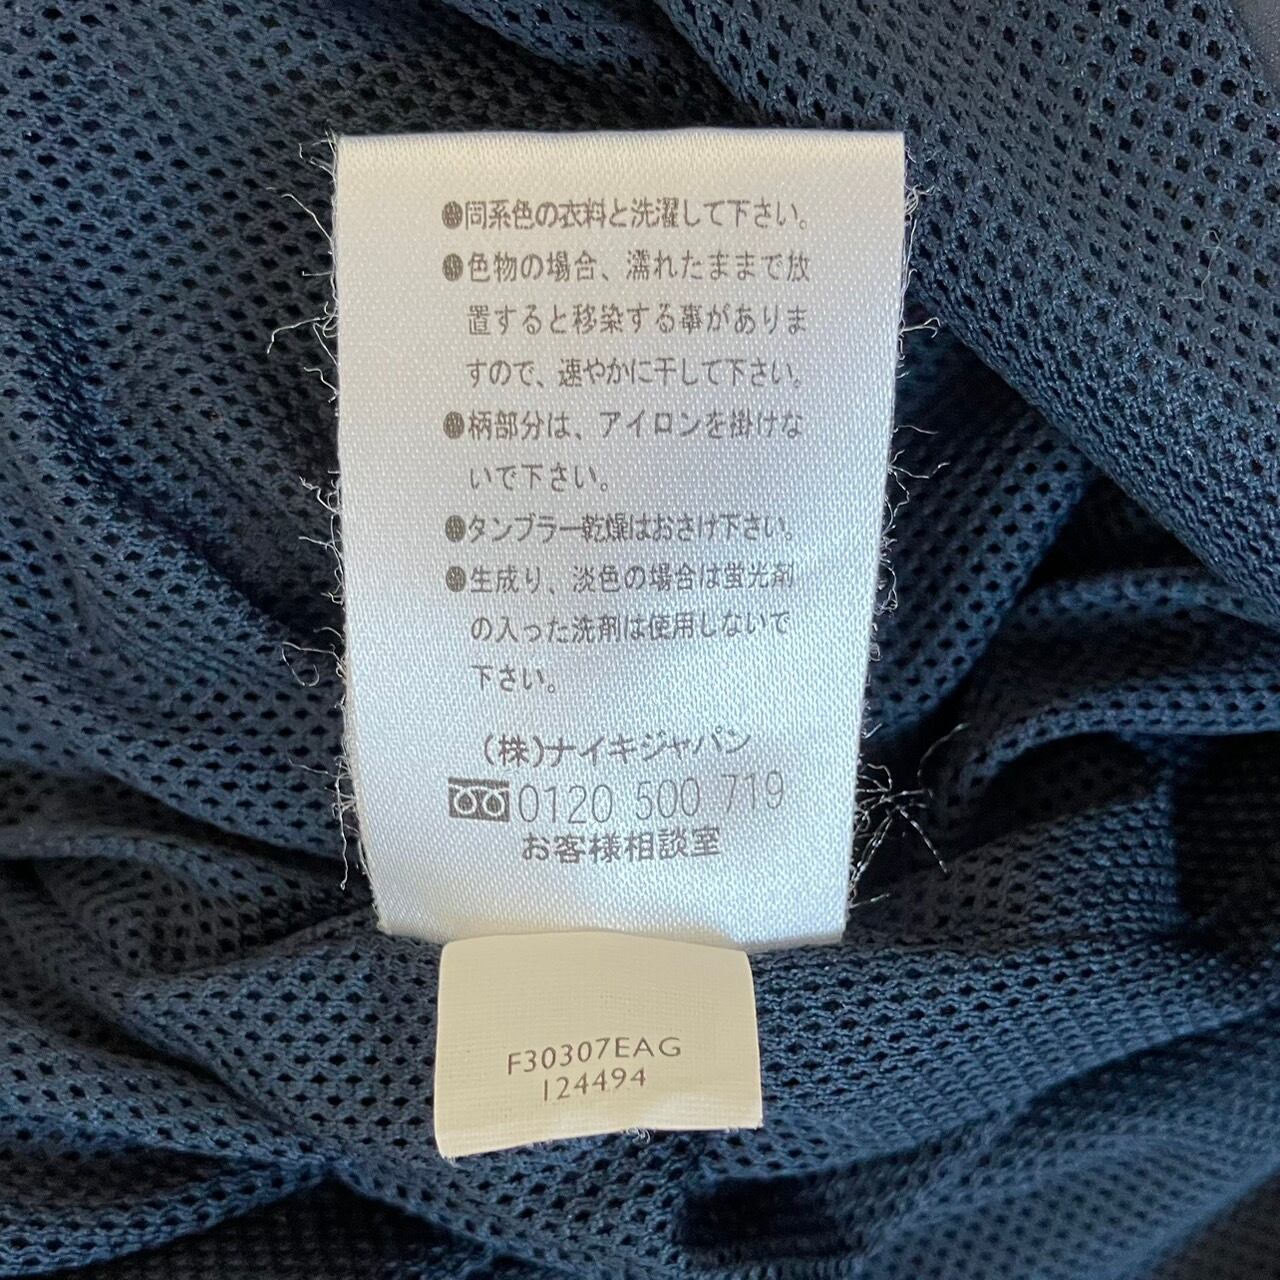 ●同系色の衣料と洗濯して下さい。
●色物の場合、濡れたままで放
置すると移染する事がありま
すので、速やかに干して下さい。
●柄部分は、アイロンを掛けな
いで下さい。
●タンブラー乾燥はおさけ下さい。
●生成り、淡色の場合は蛍光剤
の入った洗剤は使用しないで
下さい。
(株)ナイキジャパン
0120 500 719
お客様相談室
F30307EAG
124494